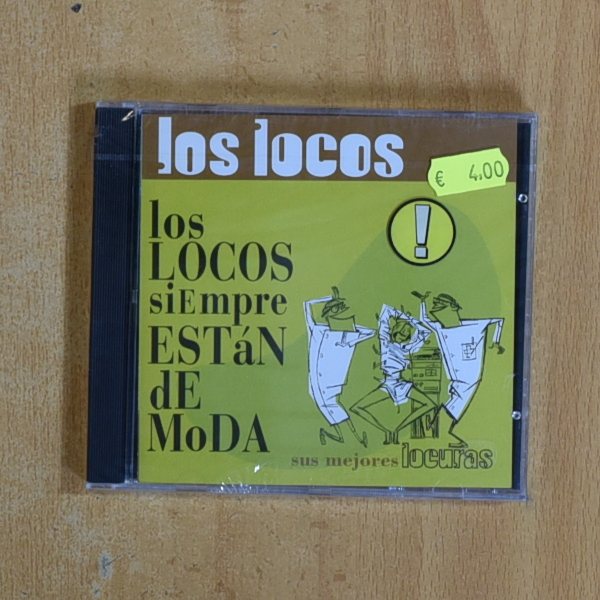 los locos
€ 4,00
!
los
LOCOS
siEmpre
ESTáN
dE
MoDA
sus mejores locuras